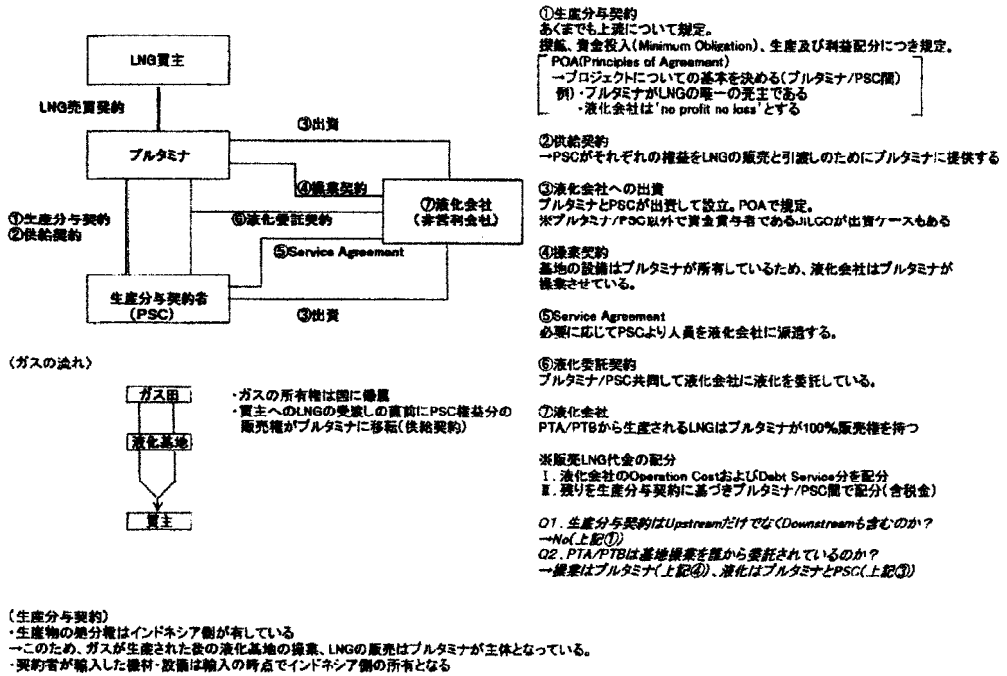 LNG買主
LNG売買契約
プルタミナ
③出資
④操業契約
⑦液化会社
(非営利会社)
①生産分与契約
②供給契約
⑥液化委託契約
⑤Service Agreement
生産分与契約者
(PSC)
③出資
〈ガスの流れ〉
ガス田
液化基地
買主
・ガスの所有権は国に帰属
・買主へのLNGの受渡しの直前にPSC権益分の
販売権がプルタミナに移転(供給契約)
①生産分与契約
あくまでも上流について規定。
探鉱、資金投入(Minimum Obligation)、生産及び利益配分につき規定。
POA(Principles of Agreement)
→プロジェクトについての基本を決める(プルタミナ/PSC間)
例)・プルタミナがLNGの唯一の売主である
・液化会社は'no profit no loss'とする
②供給契約
→PSCがそれぞれの権益をLNGの販売と引渡しのためにプルタミナに提供する
③液化会社への出資
プルタミナとPSCが出資して設立。POAで規定。
※プルタミナ/PSC以外で資金貸与者であるJILCOが出資ケースもある
④操業契約
基地の設備はプルタミナが所有しているため、液化会社はプルタミナが
操業させている。
⑤Service Agreement
必要に応じてPSCより人員を液化会社に派遣する。
⑥液化委託契約
プルタミナ/PSC共同して液化会社に液化を委託している。
⑦液化会社
PTA/PTBから生産されるLNGはプルタミナが100%販売権を持つ
※販売LNG代金の配分
Ⅰ．液化会社のOperation CostおよびDebt Service分を配分
Ⅱ．残りを生産分与契約に基づきプルタミナ/PSC間で配分(含税金)
Q1．生産分与契約はUpstreamだけでなくDownstreamも含むのか？
→No(上記①)
Q2．PTA/PTBは基地操業を誰から委託されているのか？
→操業はプルタミナ(上記④)、液化はプルタミナとPSC(上記③)
(生産分与契約)
・生産物の処分権はインドネシア側が有している
→このため、ガスが生産された後の液化基地の操業、LNGの販売はプルタミナが主体となっている。
・契約者が輸入した機材・設備は輸入の時点でインドネシア側の所有となる